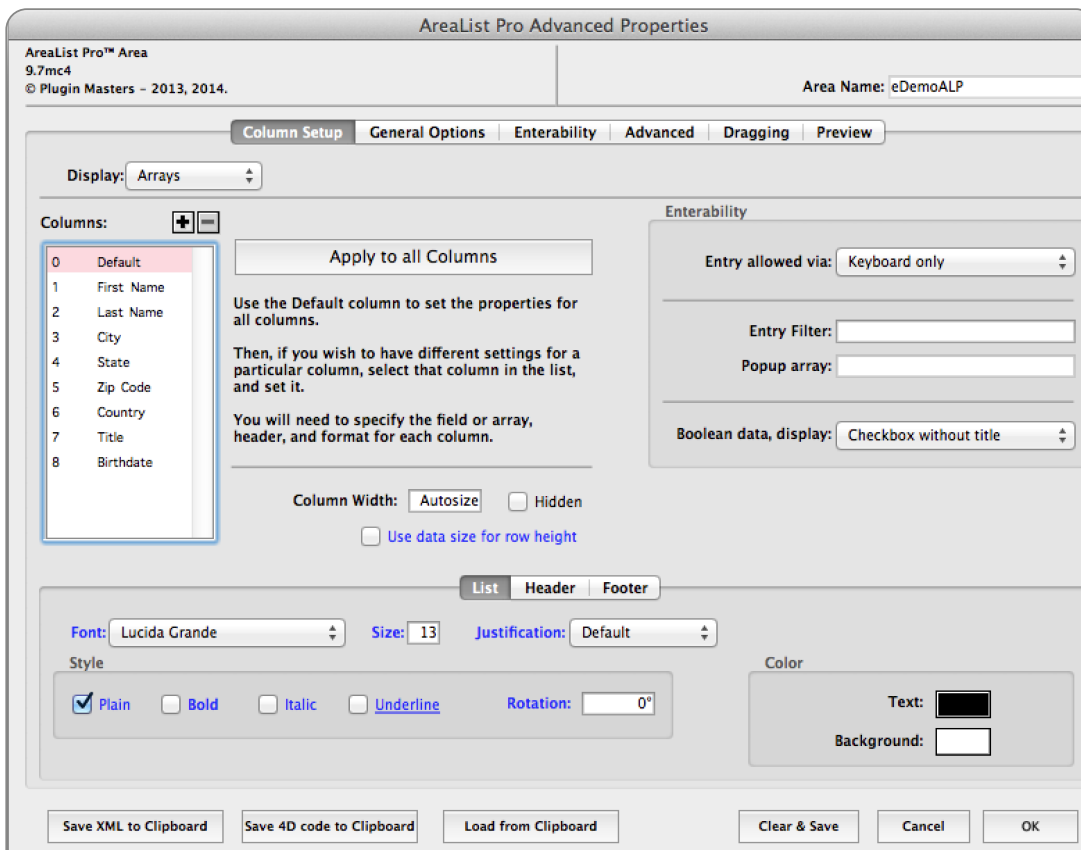 AreaList Pro Advanced Properties
AreaList Pro™ Area
9.7mc4
© Plugin Masters - 2013, 2014.
Area Name: eDemoALP
Column Setup General Options Enterability Advanced Dragging Preview
Display: Arrays
Columns:
0 Default
1 First Name
2 Last Name
3 City
4 State
5 Zip Code
6 Country
7 Title
8 Birthdate
Apply to all Columns
Use the Default column to set the properties for
all columns.
Then, if you wish to have different settings for a
particular column, select that column in the list,
and set it.
You will need to specify the field or array,
header, and format for each column.
Column Width: Autosize Hidden
Use data size for row height
Enterability
Entry allowed via: Keyboard only
Entry Filter:
Popup array:
Boolean data, display: Checkbox without title
List Header Footer
Font: Lucida Grande Size: 13 Justification: Default
Style
Plain Bold Italic Underline Rotation: 0°
Color
Text:
Background:
Save XML to Clipboard Save 4D code to Clipboard Load from Clipboard Clear & Save Cancel OK